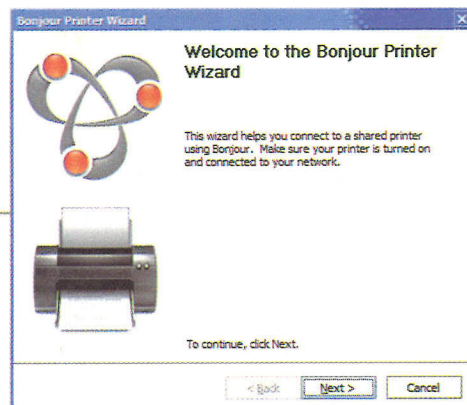 Bonjour Printer Wizard
Welcome to the Bonjour Printer
Wizard
This wizard helps you connect to a shared printer
using Bonjour. Make sure your printer is turned on
and connected to your network.
To continue, click Next.
< Back Next > Cancel